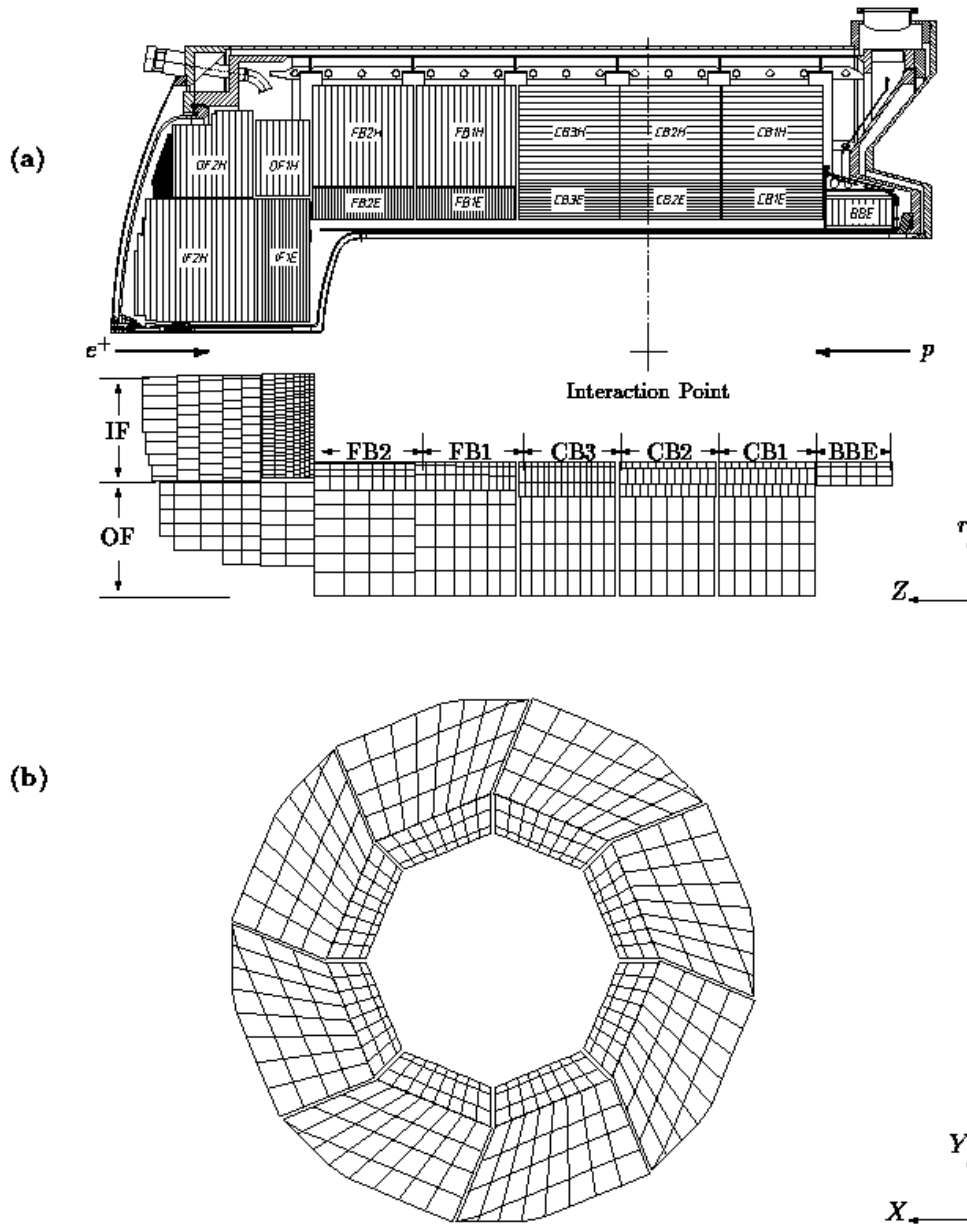 (a)
FB2H
FB1H
CB3H
CB2H
CB1H
OF2H
OF1H
FB2E
FB1E
CB3E
CB2E
CB1E
BBE
IF2H
IF1E
e+
p
Interaction Point
IF
FB2
FB1
CB3
CB2
CB1
BBE
OF
r
Z
(b)
Y
X